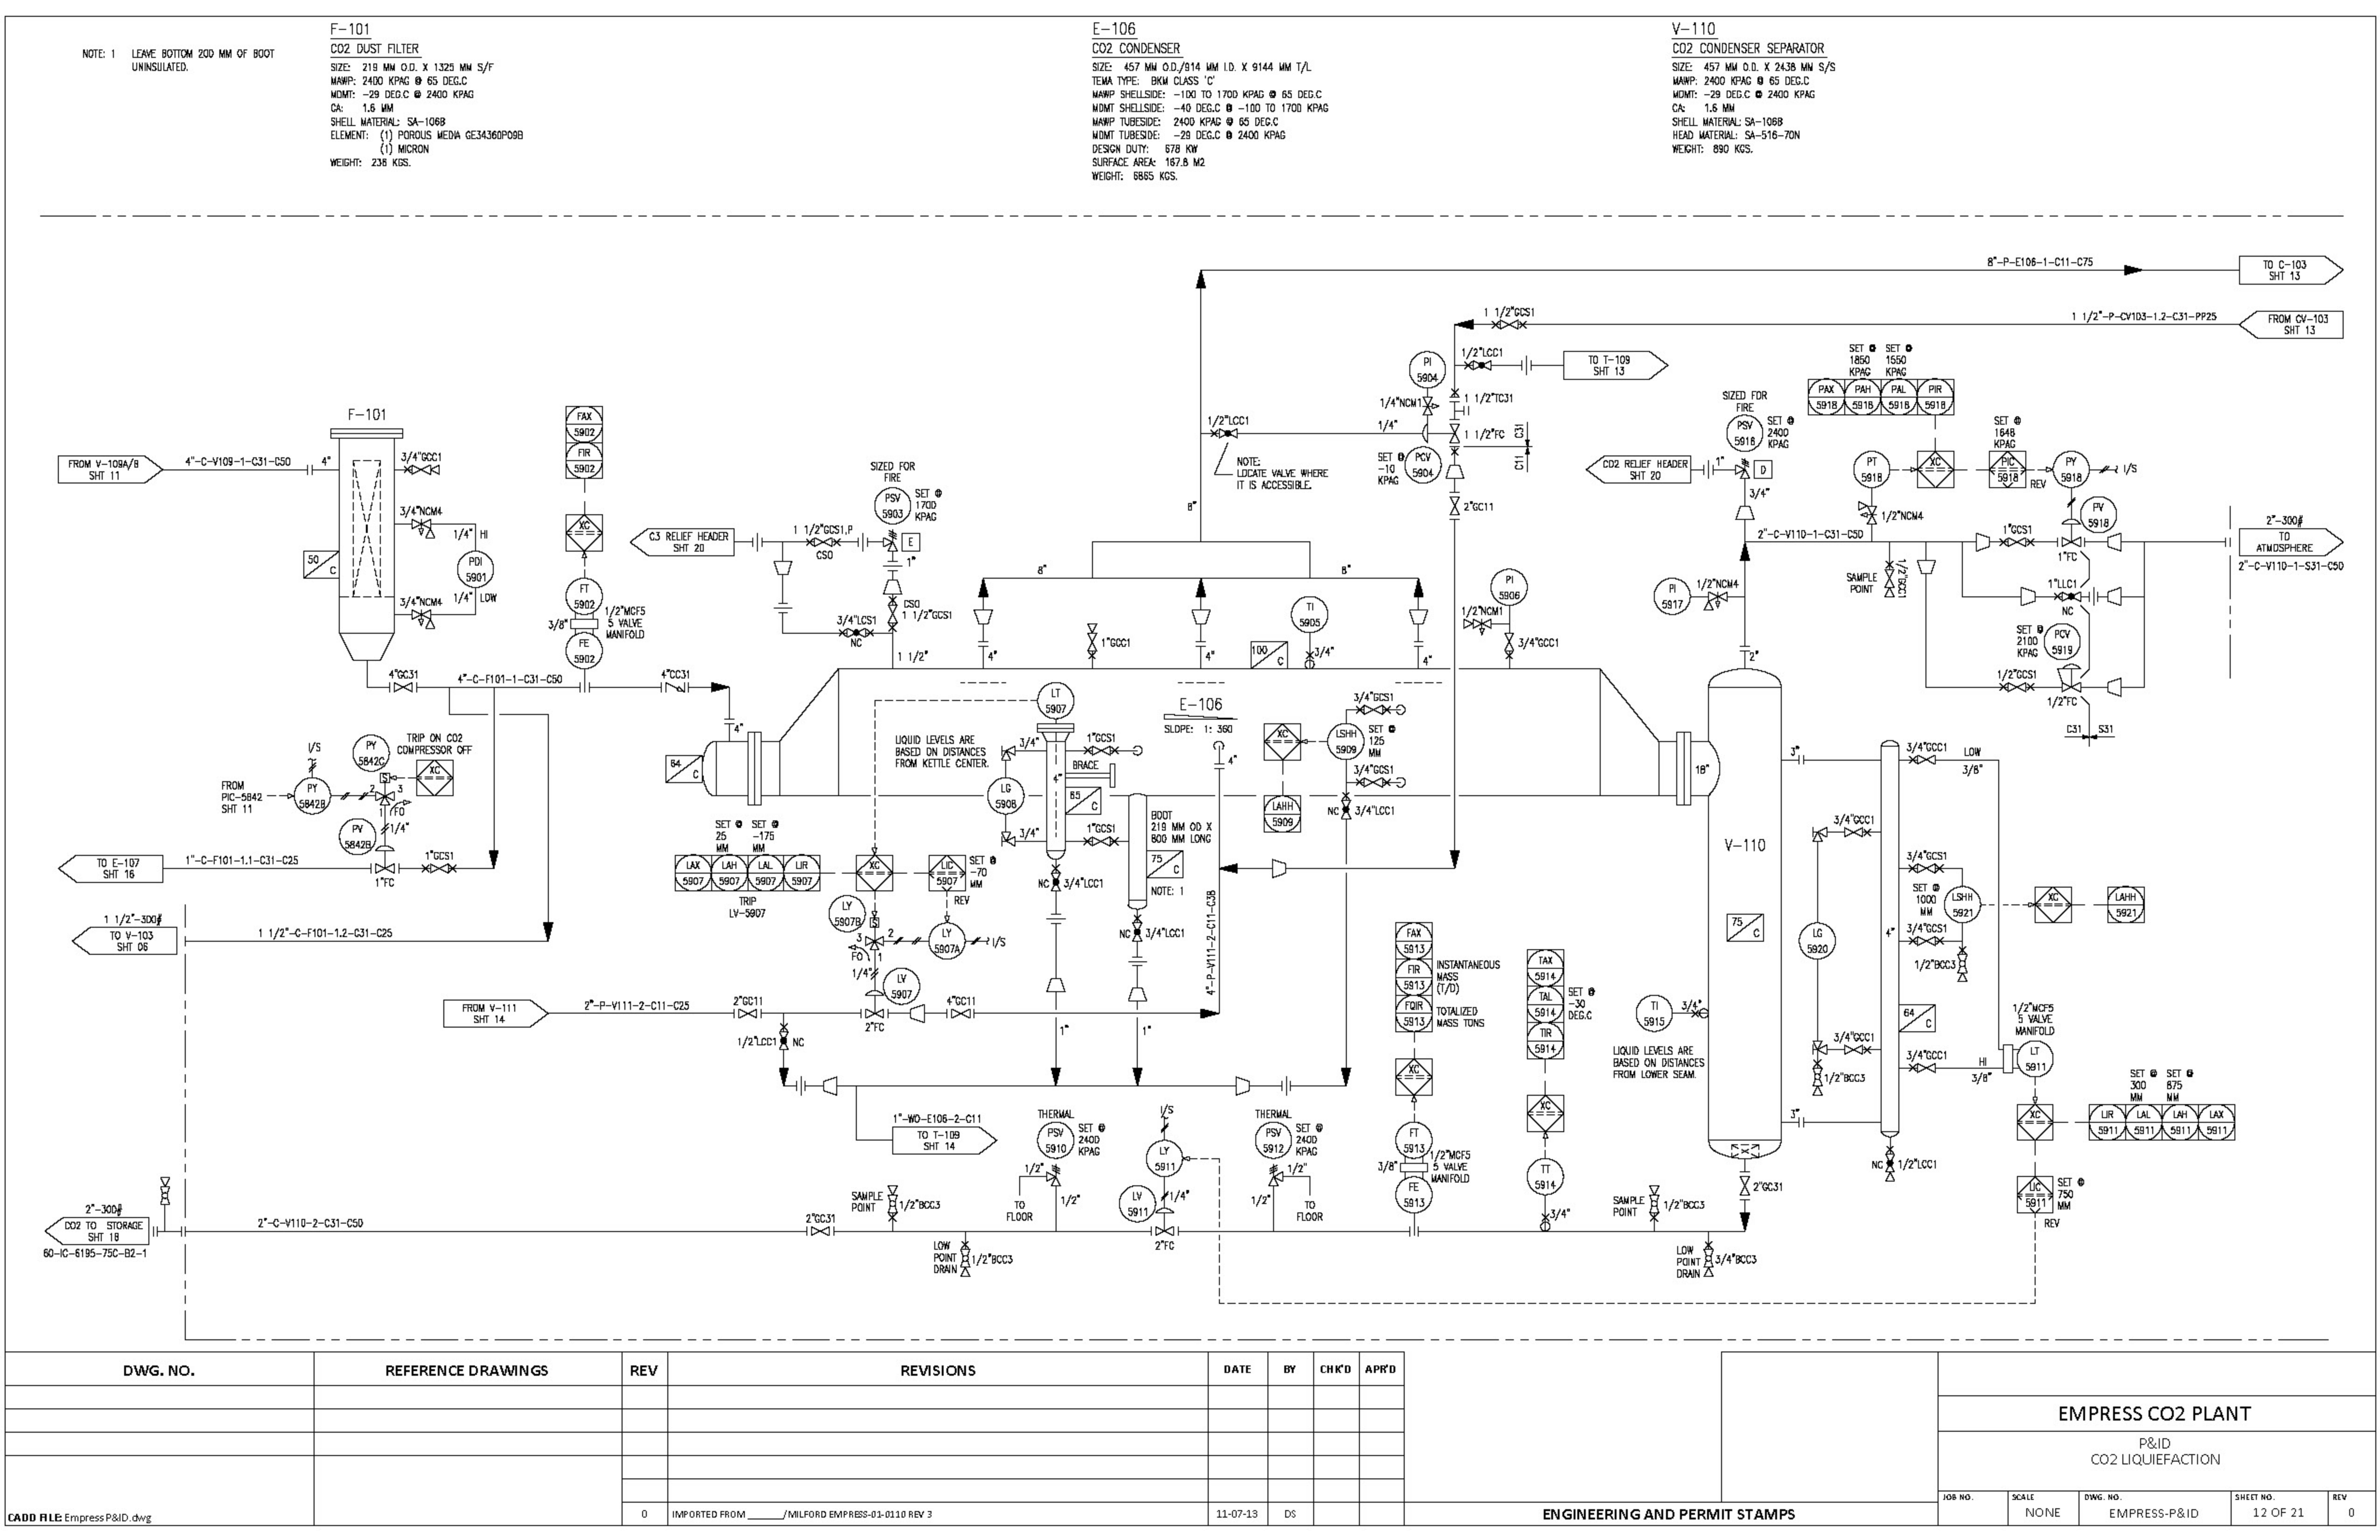 NOTE: 1 LEAVE BOTTOM 200 MM OF BOOT
UNINSULATED.
F-101
CO2 DUST FILTER
SIZE: 219 MM O.D. X 1325 MM S/F
MAWP: 2400 KPAG @ 65 DEG.C
MDMT: -29 DEG.C @ 2400 KPAG
CA: 1.6 MM
SHELL MATERIAL: SA-106B
ELEMENT: (1) POROUS MEDIA GE34360P09B
(1) MICRON
WEIGHT: 236 KGS.
E-106
CO2 CONDENSER
SIZE: 457 MM O.D./914 MM I.D. X 9144 MM T/L
TEMA TYPE: BKM CLASS 'C'
MAWP SHELLSIDE: -100 TO 1700 KPAG @ 65 DEG.C
MDMT SHELLSIDE: -40 DEG.C @ -100 TO 1700 KPAG
MAWP TUBESIDE: 2400 KPAG @ 65 DEG.C
MDMT TUBESIDE: -29 DEG.C @ 2400 KPAG
DESIGN DUTY: 678 KW
SURFACE AREA: 167.8 M2
WEIGHT: 6865 KGS.
V-110
CO2 CONDENSER SEPARATOR
SIZE: 457 MM O.D. X 2438 MM S/S
MAWP: 2400 KPAG @ 65 DEG.C
MDMT: -29 DEG.C @ 2400 KPAG
CA: 1.6 MM
SHELL MATERIAL: SA-106B
HEAD MATERIAL: SA-516-70N
WEIGHT: 890 KGS.
8"-P-E106-1-C11-C75
TO C-103
SHT 13
1 1/2"GCS1
1 1/2"-P-CV103-1.2-C31-PP25
FROM CV-103
SHT 13
1/2"LCC1
TO T-109
SHT 13
PI
5904
1/4"NCM1
1 1/2"TC31
1/4"
1 1/2"FC
C31
C11
SET @
-10
KPAG
PCV
5904
2"GC11
1/2"LCC1
NOTE:
LOCATE VALVE WHERE
IT IS ACCESSIBLE.
8"
F-101
FROM V-109A/B
SHT 11
4"-C-V109-1-C31-C50
4"
3/4"GCC1
3/4"NCM4
1/4" HI
PDI
5901
1/4" LOW
3/4"NCM4
50
C
FAX
5902
FIR
5902
XC
FT
5902
1/2"MCF5
5 VALVE
MANIFOLD
3/8"
FE
5902
4"GC31
4"-C-F101-1-C31-C50
4"CC31
4"
SIZED FOR
FIRE
PSV
5903
SET @
1700
KPAG
C3 RELIEF HEADER
SHT 20
1 1/2"GCS1,P
CSO
E
1"
CSO
1 1/2"GCS1
3/4"LCS1
NC
1 1/2"
8"
8"
4"
1"GCC1
4"
100
C
TI
5905
3/4"
4"
PI
5906
1/2"NCM1
3/4"GCC1
SIZED FOR
FIRE
PSV
5916
SET @
2400
KPAG
CO2 RELIEF HEADER
SHT 20
1"
D
3/4"
SET @ SET @
1850 1550
KPAG KPAG
PAX PAH PAL PIR
5918 5918 5918 5918
PT
5918
XC
SET @
1648
KPAG
PIC
5918
REV
PY
5918
I/S
1/2"NCM4
PV
5918
2"-C-V110-1-C31-C50
1"GCS1
1"FC
2"-300#
TO
ATMOSPHERE
2"-C-V110-1-S31-C50
SAMPLE
POINT
1/2"GCC1
1"LLC1
NC
SET @
2100
KPAG
PCV
5919
1/2"GCS1
1/2"FC
C31 S31
PI
5917
1/2"NCM4
2"
I/S
PY
5842C
TRIP ON CO2
COMPRESSOR OFF
FROM
PIC-5842
SHT 11
PY
5842B
S
XC
2
3
1
FO
PV
5842B
1/4"
TO E-107
SHT 16
1"-C-F101-1.1-C31-C25
1"FC
1"GCS1
1 1/2"-300#
TO V-103
SHT 06
1 1/2"-C-F101-1.2-C31-C25
64
C
LIQUID LEVELS ARE
BASED ON DISTANCES
FROM KETTLE CENTER.
LT
5907
3/4"
1"GCS1
BRACE
4"
LG
5908
65
C
3/4"
1"GCS1
NC
3/4"LCC1
E-106
SLOPE: 1: 360
4"
BOOT
219 MM OD X
800 MM LONG
75
C
NOTE: 1
NC
3/4"LCC1
XC
LAHH
5909
LSHH
5909
SET @
125
MM
3/4"GCS1
3/4"GCS1
NC
3/4"LCC1
SET @ SET @
25 -175
MM MM
LAX LAH LAL LIR
5907 5907 5907 5907
TRIP
LV-5907
XC
LIC
5907
SET @
-70
MM
REV
LY
5907B
S
3
2
FO
1
LY
5907A
I/S
1/4"
LV
5907
4"-P-V111-2-C11-C38
FROM V-111
SHT 14
2"-P-V111-2-C11-C25
2"GC11
2"FC
4"GC11
1/2"LCC1
NC
1"
1"
1"-WO-E106-2-C11
TO T-109
SHT 14
18"
V-110
75
C
3"
3/4"GCC1
LOW
3/8"
3/4"GCC1
3/4"GCS1
SET @
1000
MM
LSHH
5921
XC
LAHH
5921
4"
3/4"GCS1
1/2"BCC3
LG
5920
64
C
3/4"GCC1
1/2"BCC3
3/4"GCC1
HI
3/8"
1/2"MCF5
5 VALVE
MANIFOLD
LT
5911
3"
NC
1/2"LCC1
XC
SET @ SET @
300 875
MM MM
LIR LAL LAH LAX
5911 5911 5911 5911
LIC
5911
SET @
750
MM
REV
TI
5915
3/4"
LIQUID LEVELS ARE
BASED ON DISTANCES
FROM LOWER SEAM.
2"GC31
FAX
5913
FIR
5913
FQIR
5913
INSTANTANEOUS
MASS
(T/D)
TOTALIZED
MASS TONS
XC
FT
5913
1/2"MCF5
5 VALVE
MANIFOLD
3/8"
FE
5913
TAX
5914
TAL
5914
TIR
5914
SET @
-30
DEG.C
XC
TT
5914
3/4"
SAMPLE
POINT
1/2"BCC3
LOW
POINT
DRAIN
3/4"BCC3
THERMAL
PSV
5910
SET @
2400
KPAG
1/2"
1/2"
TO
FLOOR
I/S
LY
5911
LV
5911
1/4"
2"FC
THERMAL
PSV
5912
SET @
2400
KPAG
1/2"
1/2"
TO
FLOOR
SAMPLE
POINT
1/2"BCC3
2"GC31
LOW
POINT
DRAIN
1/2"BCC3
2"-300#
CO2 TO STORAGE
SHT 18
60-IC-6195-75C-B2-1
2"-C-V110-2-C31-C50
DWG. NO. REFERENCE DRAWINGS REV REVISIONS DATE BY CHK'D APR'D
0 IMPORTED FROM ______/MILFORD EMPRESS-01-0110 REV 3 11-07-13 DS
CADD FILE: Empress P&ID.dwg
ENGINEERING AND PERMIT STAMPS
EMPRESS CO2 PLANT
P&ID
CO2 LIQUIEFACTION
JOB NO. SCALE DWG. NO. SHEET NO. REV
NONE EMPRESS-P&ID 12 OF 21 0